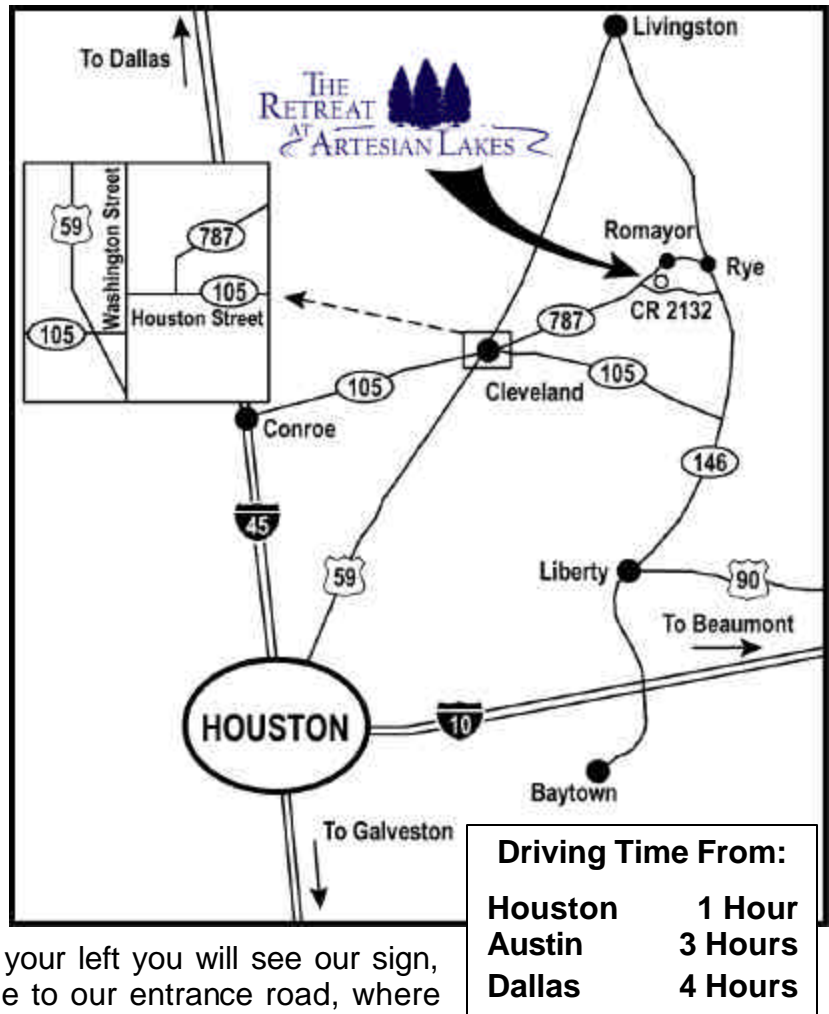 To Dallas
Livingston
THE
RETREAT
AT
ARTESIAN LAKES
59
Washington Street
787
105
Houston Street
105
Romayor
Rye
CR 2132
787
105
Cleveland
105
Conroe
146
45
59
Liberty
90
To Beaumont
HOUSTON
10
Baytown
To Galveston
Driving Time From:
Houston 1 Hour
Austin 3 Hours
Dallas 4 Hours
your left you will see our sign,
e to our entrance road, where